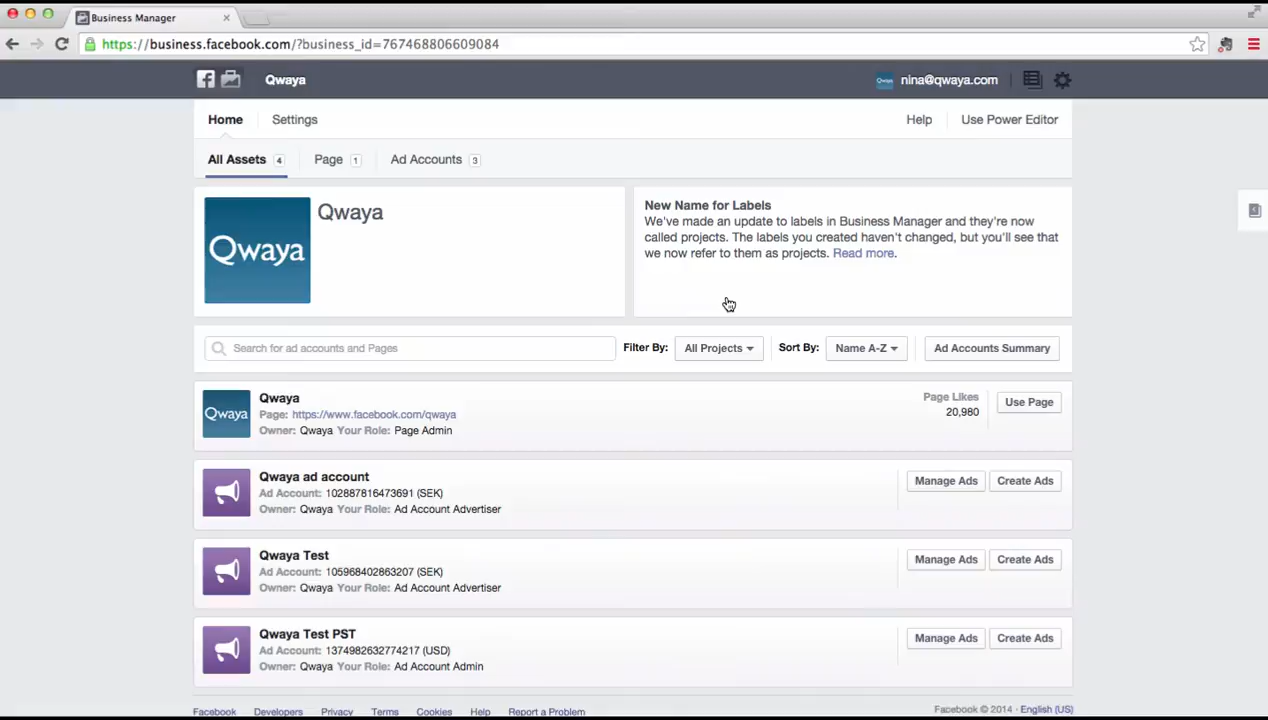 Business Manager
https://business.facebook.com/?business_id=767468806609084
Qwaya
nina@qwaya.com
Home
Settings
Help
Use Power Editor
All Assets 4
Page 1
Ad Accounts 3
Qwaya
Qwaya
New Name for Labels
We've made an update to labels in Business Manager and they're now
called projects. The labels you created haven't changed, but you'll see that
we now refer to them as projects. Read more.
Search for ad accounts and Pages
Filter By:
All Projects
Sort By:
Name A-Z
Ad Accounts Summary
Qwaya
Qwaya
Page: https://www.facebook.com/qwaya
Owner: Qwaya Your Role: Page Admin
Page Likes
20,980
Use Page
Qwaya ad account
Ad Account: 102887816473691 (SEK)
Owner: Qwaya Your Role: Ad Account Advertiser
Manage Ads
Create Ads
Qwaya Test
Ad Account: 105968402863207 (SEK)
Owner: Qwaya Your Role: Ad Account Advertiser
Manage Ads
Create Ads
Qwaya Test PST
Ad Account: 1374982632774217 (USD)
Owner: Qwaya Your Role: Ad Account Admin
Manage Ads
Create Ads
Facebook
Developers
Privacy
Terms
Cookies
Help
Report a Problem
Facebook © 2014 · English (US)